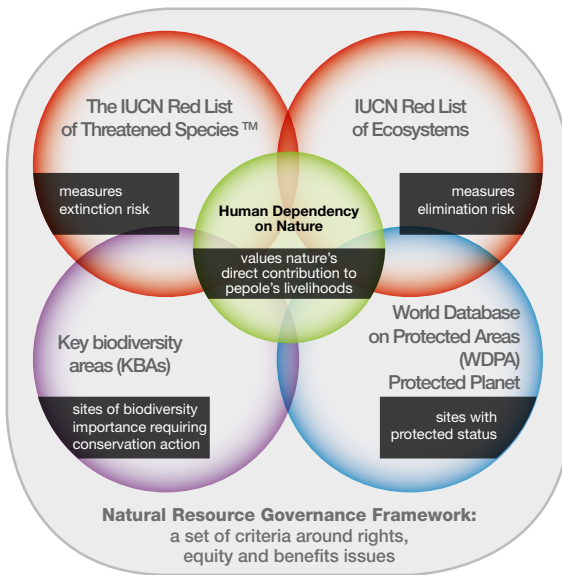 The IUCN Red List
of Threatened Species™
measures
extinction risk
IUCN Red List
of Ecosystems
measures
elimination risk
Human Dependency
on Nature
values nature's
direct contribution to
pepole's livelihoods
Key biodiversity
areas (KBAs)
sites of biodiversity
importance requiring
conservation action
World Database
on Protected Areas
(WDPA)
Protected Planet
sites with
protected status
Natural Resource Governance Framework:
a set of criteria around rights,
equity and benefits issues